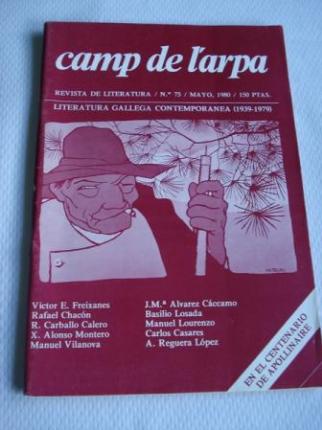 camp de l'arpa
REVISTA DE LITERATURA / N.º 75 / MAYO, 1980 / 150 PTAS.
LITERATURA GALLEGA CONTEMPORANEA (1939-1979)
Víctor E. Freixanes
Rafael Chacón
R. Carballo Calero
X. Alonso Montero
Manuel Vilanova
J.M.ª Alvarez Cáccamo
Basilio Losada
Manuel Lourenzo
Carlos Casares
A. Reguera López
EN EL CENTENARIO
DE APOLLINAIRE